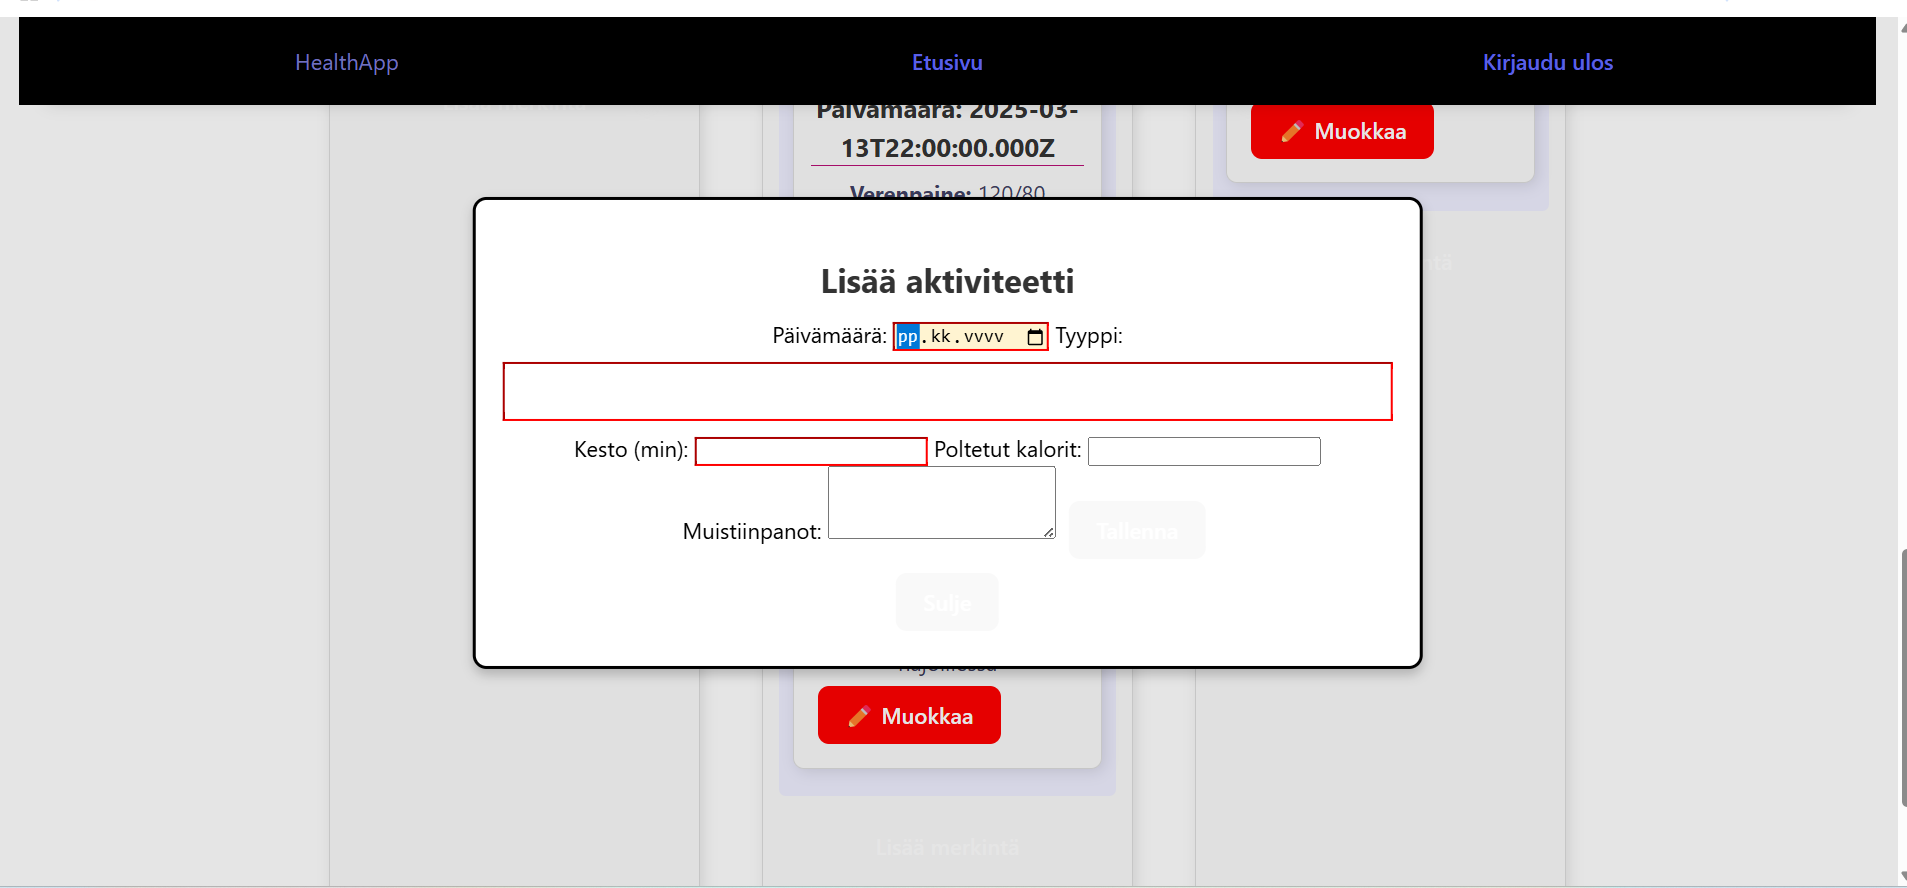 HealthApp
Etusivu
Kirjaudu ulos
Päivämäärä: 2025-03-
13T22:00:00.000Z
Verenpaine: 120/80
Muokkaa
Lisää aktiviteetti
Päivämäärä: pp.kk.vvvv Tyyppi:
Kesto (min): Poltetut kalorit:
Muistiinpanot: Tallenna
Sulje
Muokkaa
Lisää merkintä